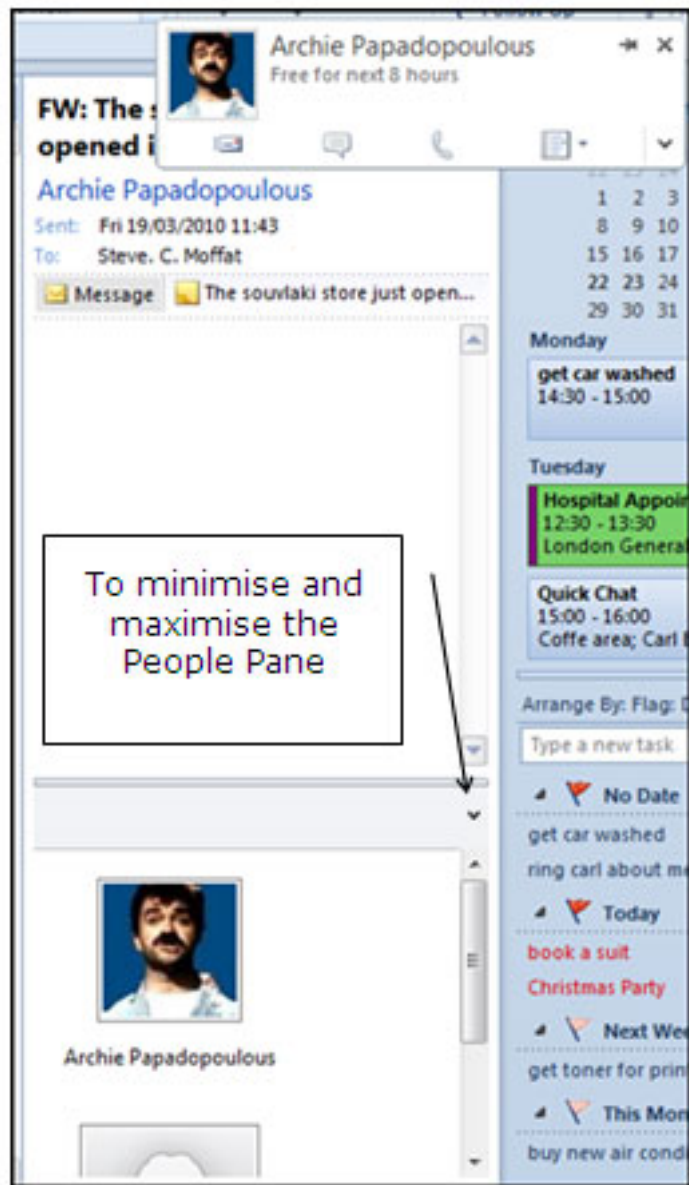 Archie Papadopoulous
Free for next 8 hours
FW: The
opened i
Archie Papadopoulous
Sent: Fri 19/03/2010 11:43
To: Steve. C. Moffat
Message The souvlaki store just open...
To minimise and
maximise the
People Pane
Archie Papadopoulous
1 2 3
8 9 10
15 16 17
22 23 24
29 30 31
Monday
get car washed
14:30 - 15:00
Tuesday
Hospital Appoin
12:30 - 13:30
London General
Quick Chat
15:00 - 16:00
Coffe area; Carl
Arrange By: Flag:
Type a new task
No Date
get car washed
ring carl about me
Today
book a suit
Christmas Party
Next Wee
get toner for print
This Mon
buy new air condi